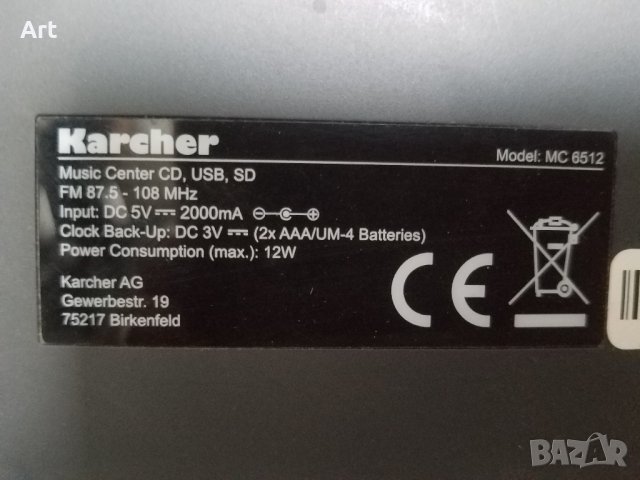 Art
Karcher
Model: MC 6512
Music Center CD, USB, SD
FM 87.5 - 108 MHz
Input: DC 5V 2000mA
Clock Back-Up: DC 3V (2x AAA/UM-4 Batteries)
Power Consumption (max.): 12W
Karcher AG
Gewerbestr. 19
75217 Birkenfeld
CE
BAZAR